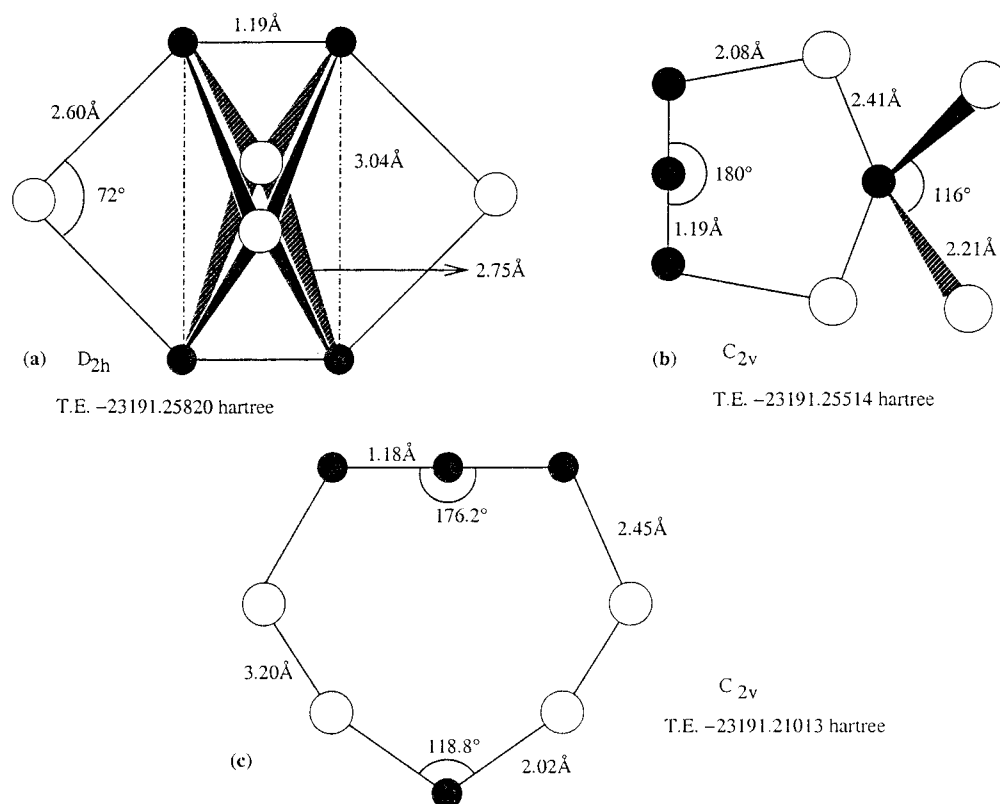 1.19Å
2.60Å
72°
3.04Å
2.75Å
(a) D2h
T.E. −23191.25820 hartree
2.08Å
2.41Å
180°
116°
1.19Å
2.21Å
(b) C2v
T.E. −23191.25514 hartree
1.18Å
176.2°
2.45Å
3.20Å
118.8°
2.02Å
(c)
C2v
T.E. −23191.21013 hartree